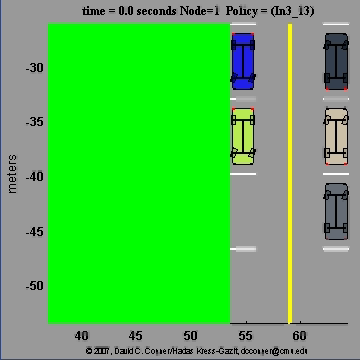 time = 0.0 seconds Node=1 Policy = (In3_13)
-30
-35
-40
-45
-50
meters
40 45 50 55 60
© 2007, David C. Conner/Hadas Kress-Gazit, dcconner@cmu.edu